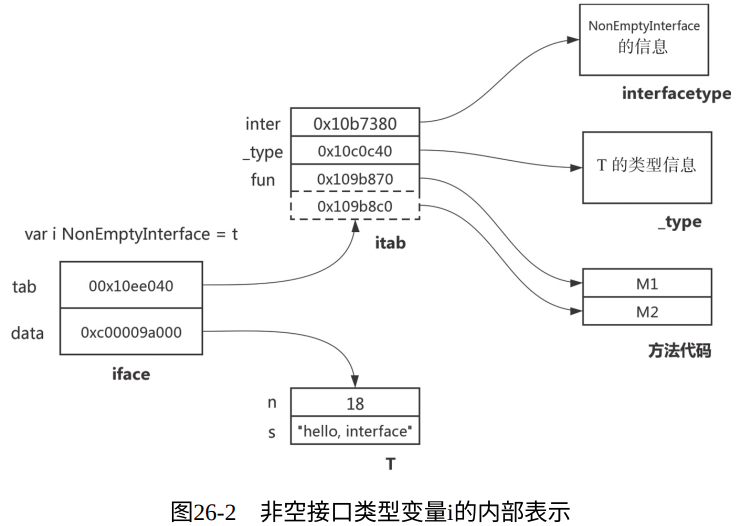 NonEmptyInterface
的信息
interfacetype
inter 0x10b7380
_type 0x10c0c40
fun 0x109b870
0x109b8c0
itab
T 的类型信息
_type
var i NonEmptyInterface = t
tab 00x10ee040
data 0xc00009a000
iface
M1
M2
方法代码
n 18
s "hello, interface"
T
图26-2 非空接口类型变量i的内部表示